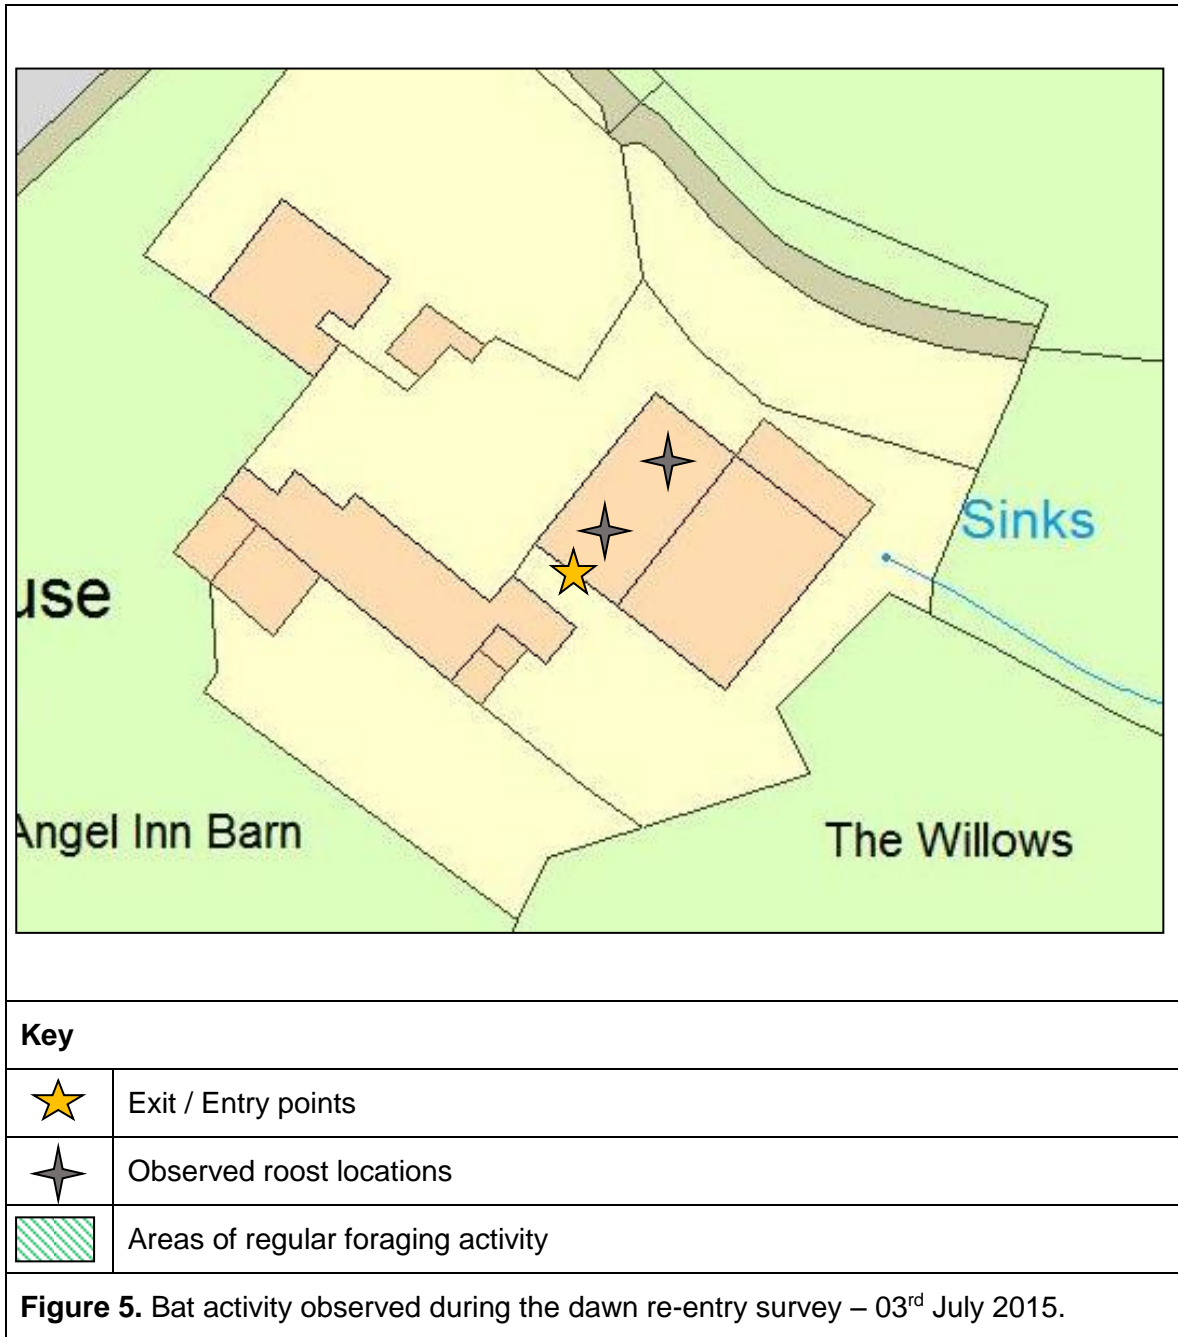 Sinks
use
Angel Inn Barn
The Willows
Key
Exit / Entry points
Observed roost locations
Areas of regular foraging activity
Figure 5. Bat activity observed during the dawn re-entry survey – 03rd July 2015.